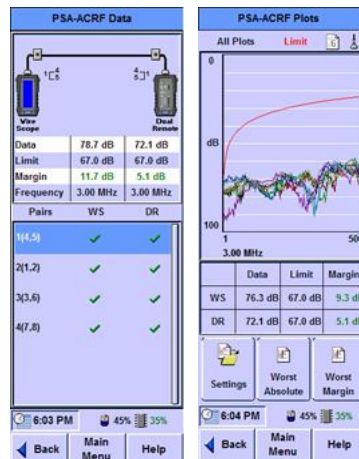 PSA-ACRF Data
Wire
Scope
Dual
Remote
Data 78.7 dB 72.1 dB
Limit 67.0 dB 67.0 dB
Margin 11.7 dB 5.1 dB
Frequency 3.00 MHz 3.00 MHz
Pairs WS DR
1(4,5)
2(1,2)
3(3,6)
4(7,8)
6:03 PM 45% 35%
Back Main Menu Help
PSA-ACRF Plots
All Plots Limit
0
dB
100
1 500
3.00 MHz
Data Limit Margin
WS 76.3 dB 67.0 dB 9.3 dB
DR 72.1 dB 67.0 dB 5.1 dB
Settings
Worst
Absolute
Worst
Margin
6:04 PM 45% 35%
Back Main Menu Help